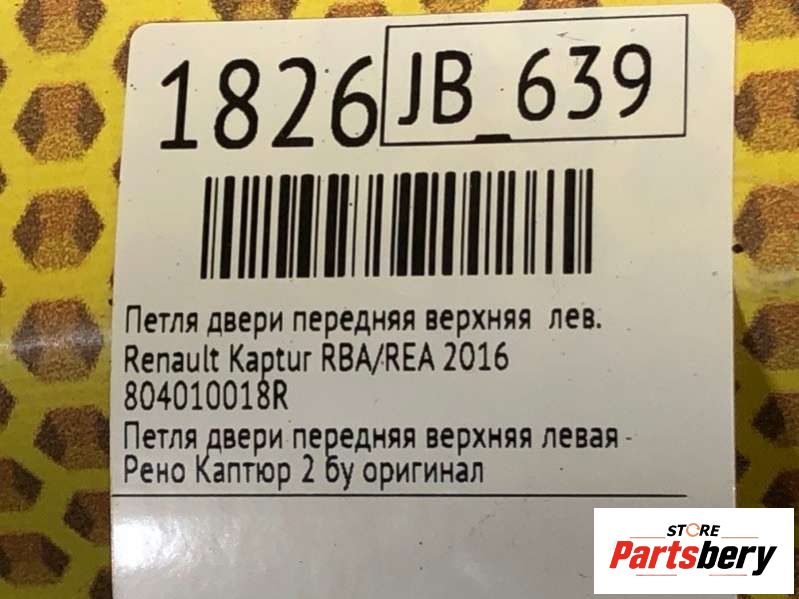 1826 JB_639
Петля двери передняя верхняя лев.
Renault Kaptur RBA/REA 2016
804010018R
Петля двери передняя верхняя левая -
Рено Каптюр 2 бу оригинал
STORE
Partsbery